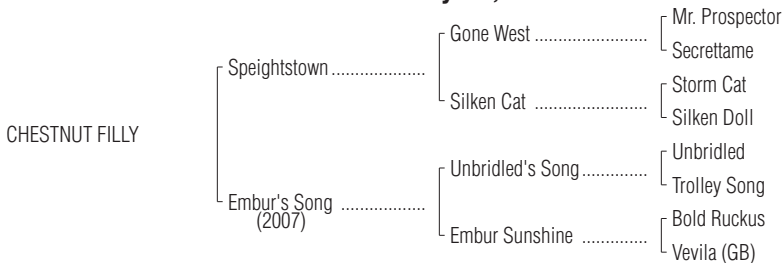 Mr. Prospector
Gone West ........................
Secrettame
Speightstown ....................
Storm Cat
Silken Cat ........................
Silken Doll
CHESTNUT FILLY
Unbridled
Unbridled's Song..............
Trolley Song
Embur's Song ..................
(2007)
Bold Ruckus
Embur Sunshine ..............
Vevila (GB)